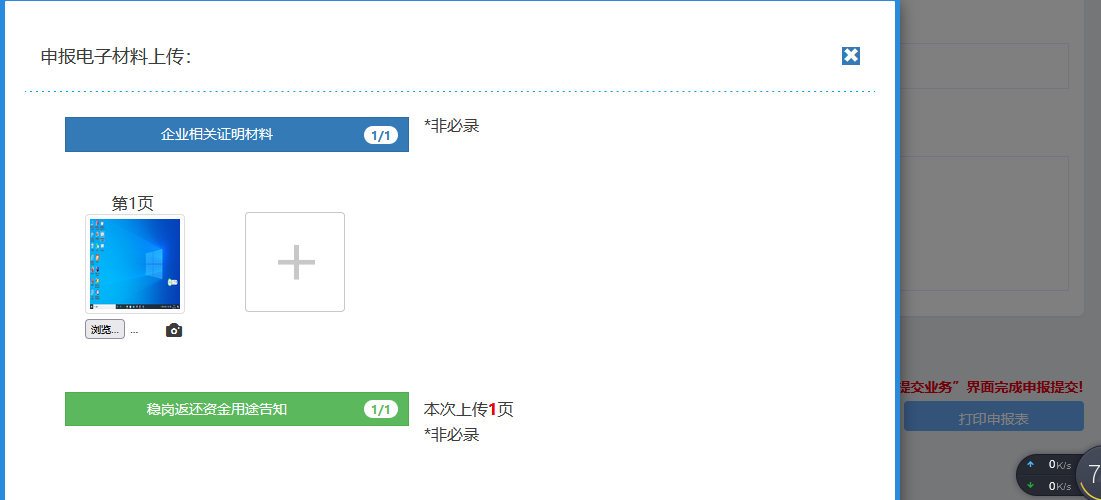 申报电子材料上传：
企业相关证明材料 1/1
*非必录
第1页
浏览... ...
稳岗返还资金用途告知 1/1
本次上传1页
*非必录
提交业务”界面完成申报提交!
打印申报表
0K/s
0K/s
7